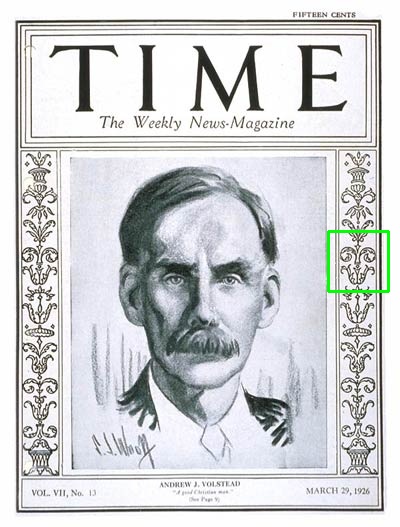 FIFTEEN CENTS
TIME
The Weekly News-Magazine
ANDREW J. VOLSTEAD
"A good Christian man."
(See Page 9)
VOL. VII, No. 13
MARCH 29, 1926